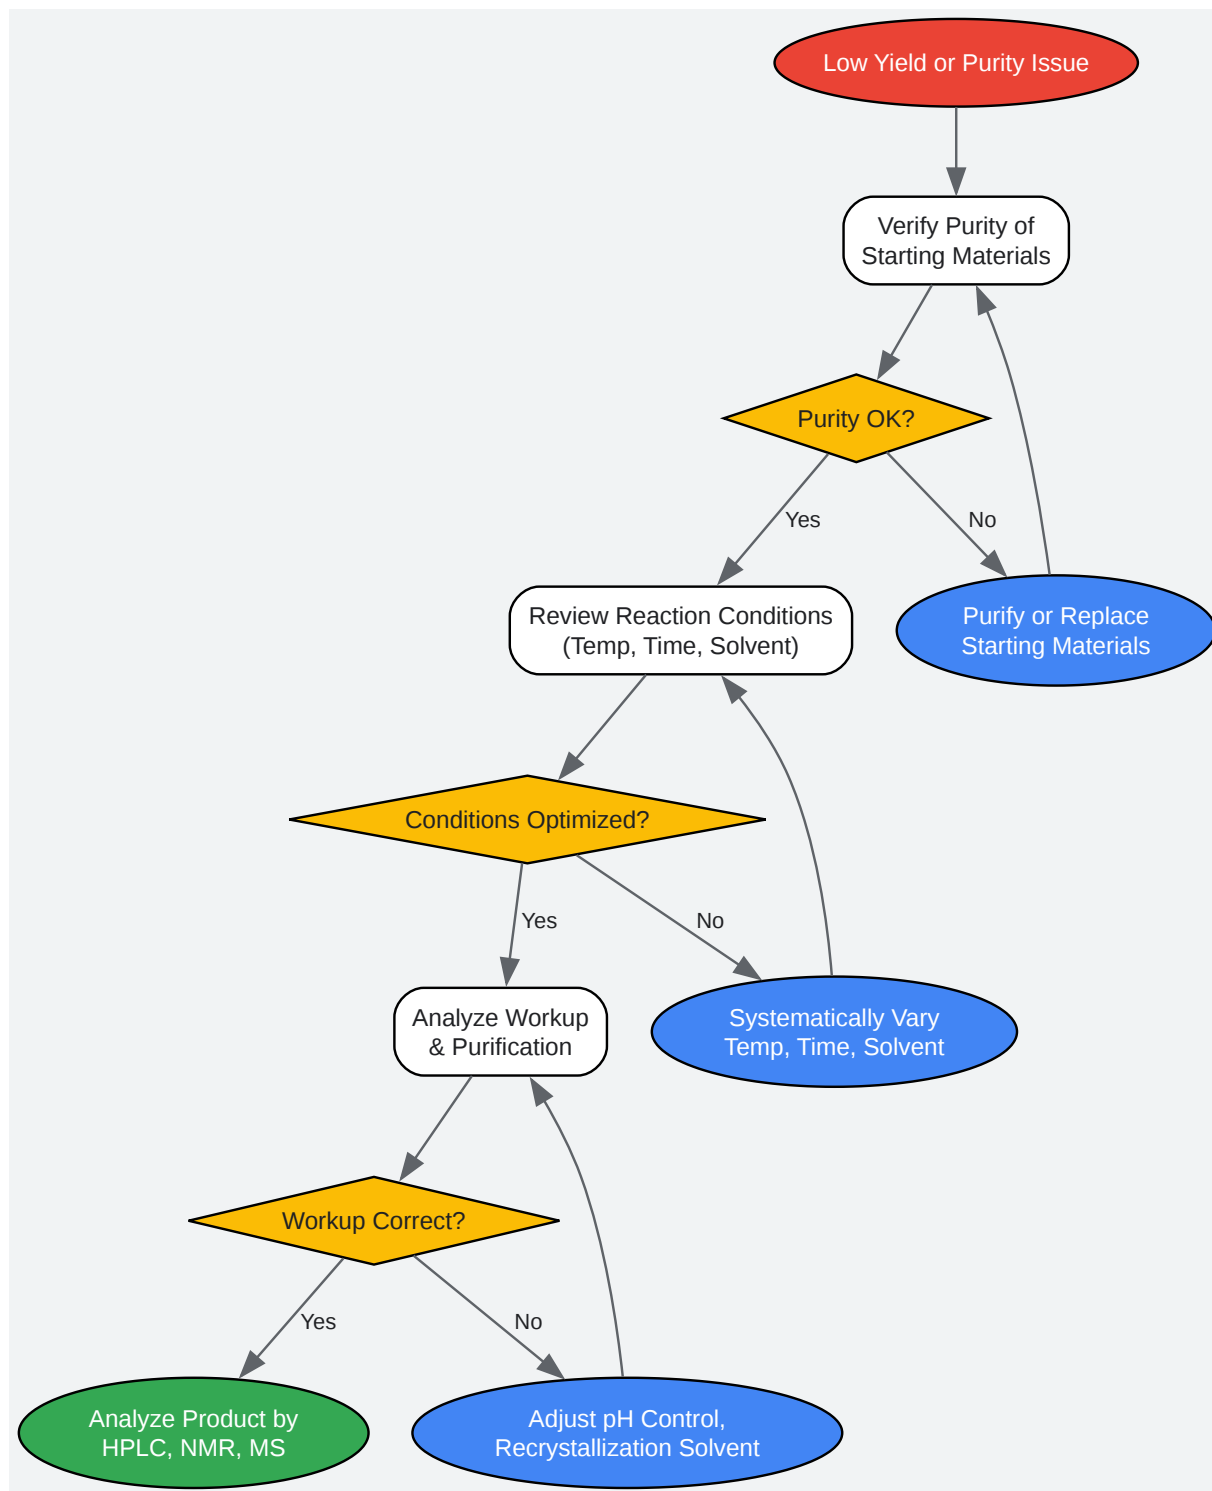 Low Yield or Purity Issue
Verify Purity of
Starting Materials
Purity OK?
Yes
No
Review Reaction Conditions
(Temp, Time, Solvent)
Purify or Replace
Starting Materials
Conditions Optimized?
Yes
No
Analyze Workup
& Purification
Systematically Vary
Temp, Time, Solvent
Workup Correct?
Yes
No
Analyze Product by
HPLC, NMR, MS
Adjust pH Control,
Recrystallization Solvent